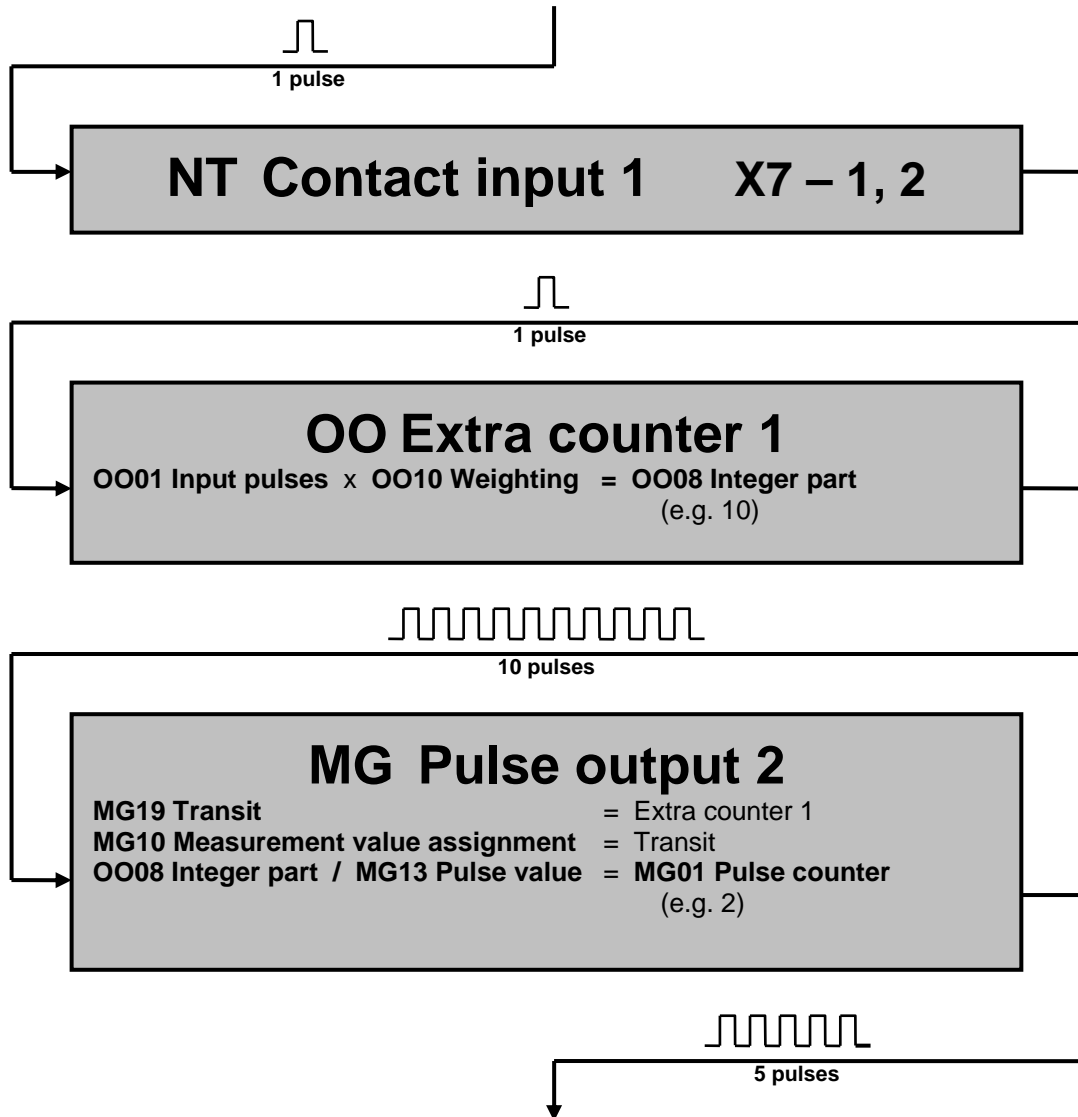 1 pulse
NT Contact input 1 X7 – 1, 2
1 pulse
OO Extra counter 1
OO01 Input pulses x OO10 Weighting = OO08 Integer part
(e.g. 10)
10 pulses
MG Pulse output 2
MG19 Transit = Extra counter 1
MG10 Measurement value assignment = Transit
OO08 Integer part / MG13 Pulse value = MG01 Pulse counter
(e.g. 2)
5 pulses